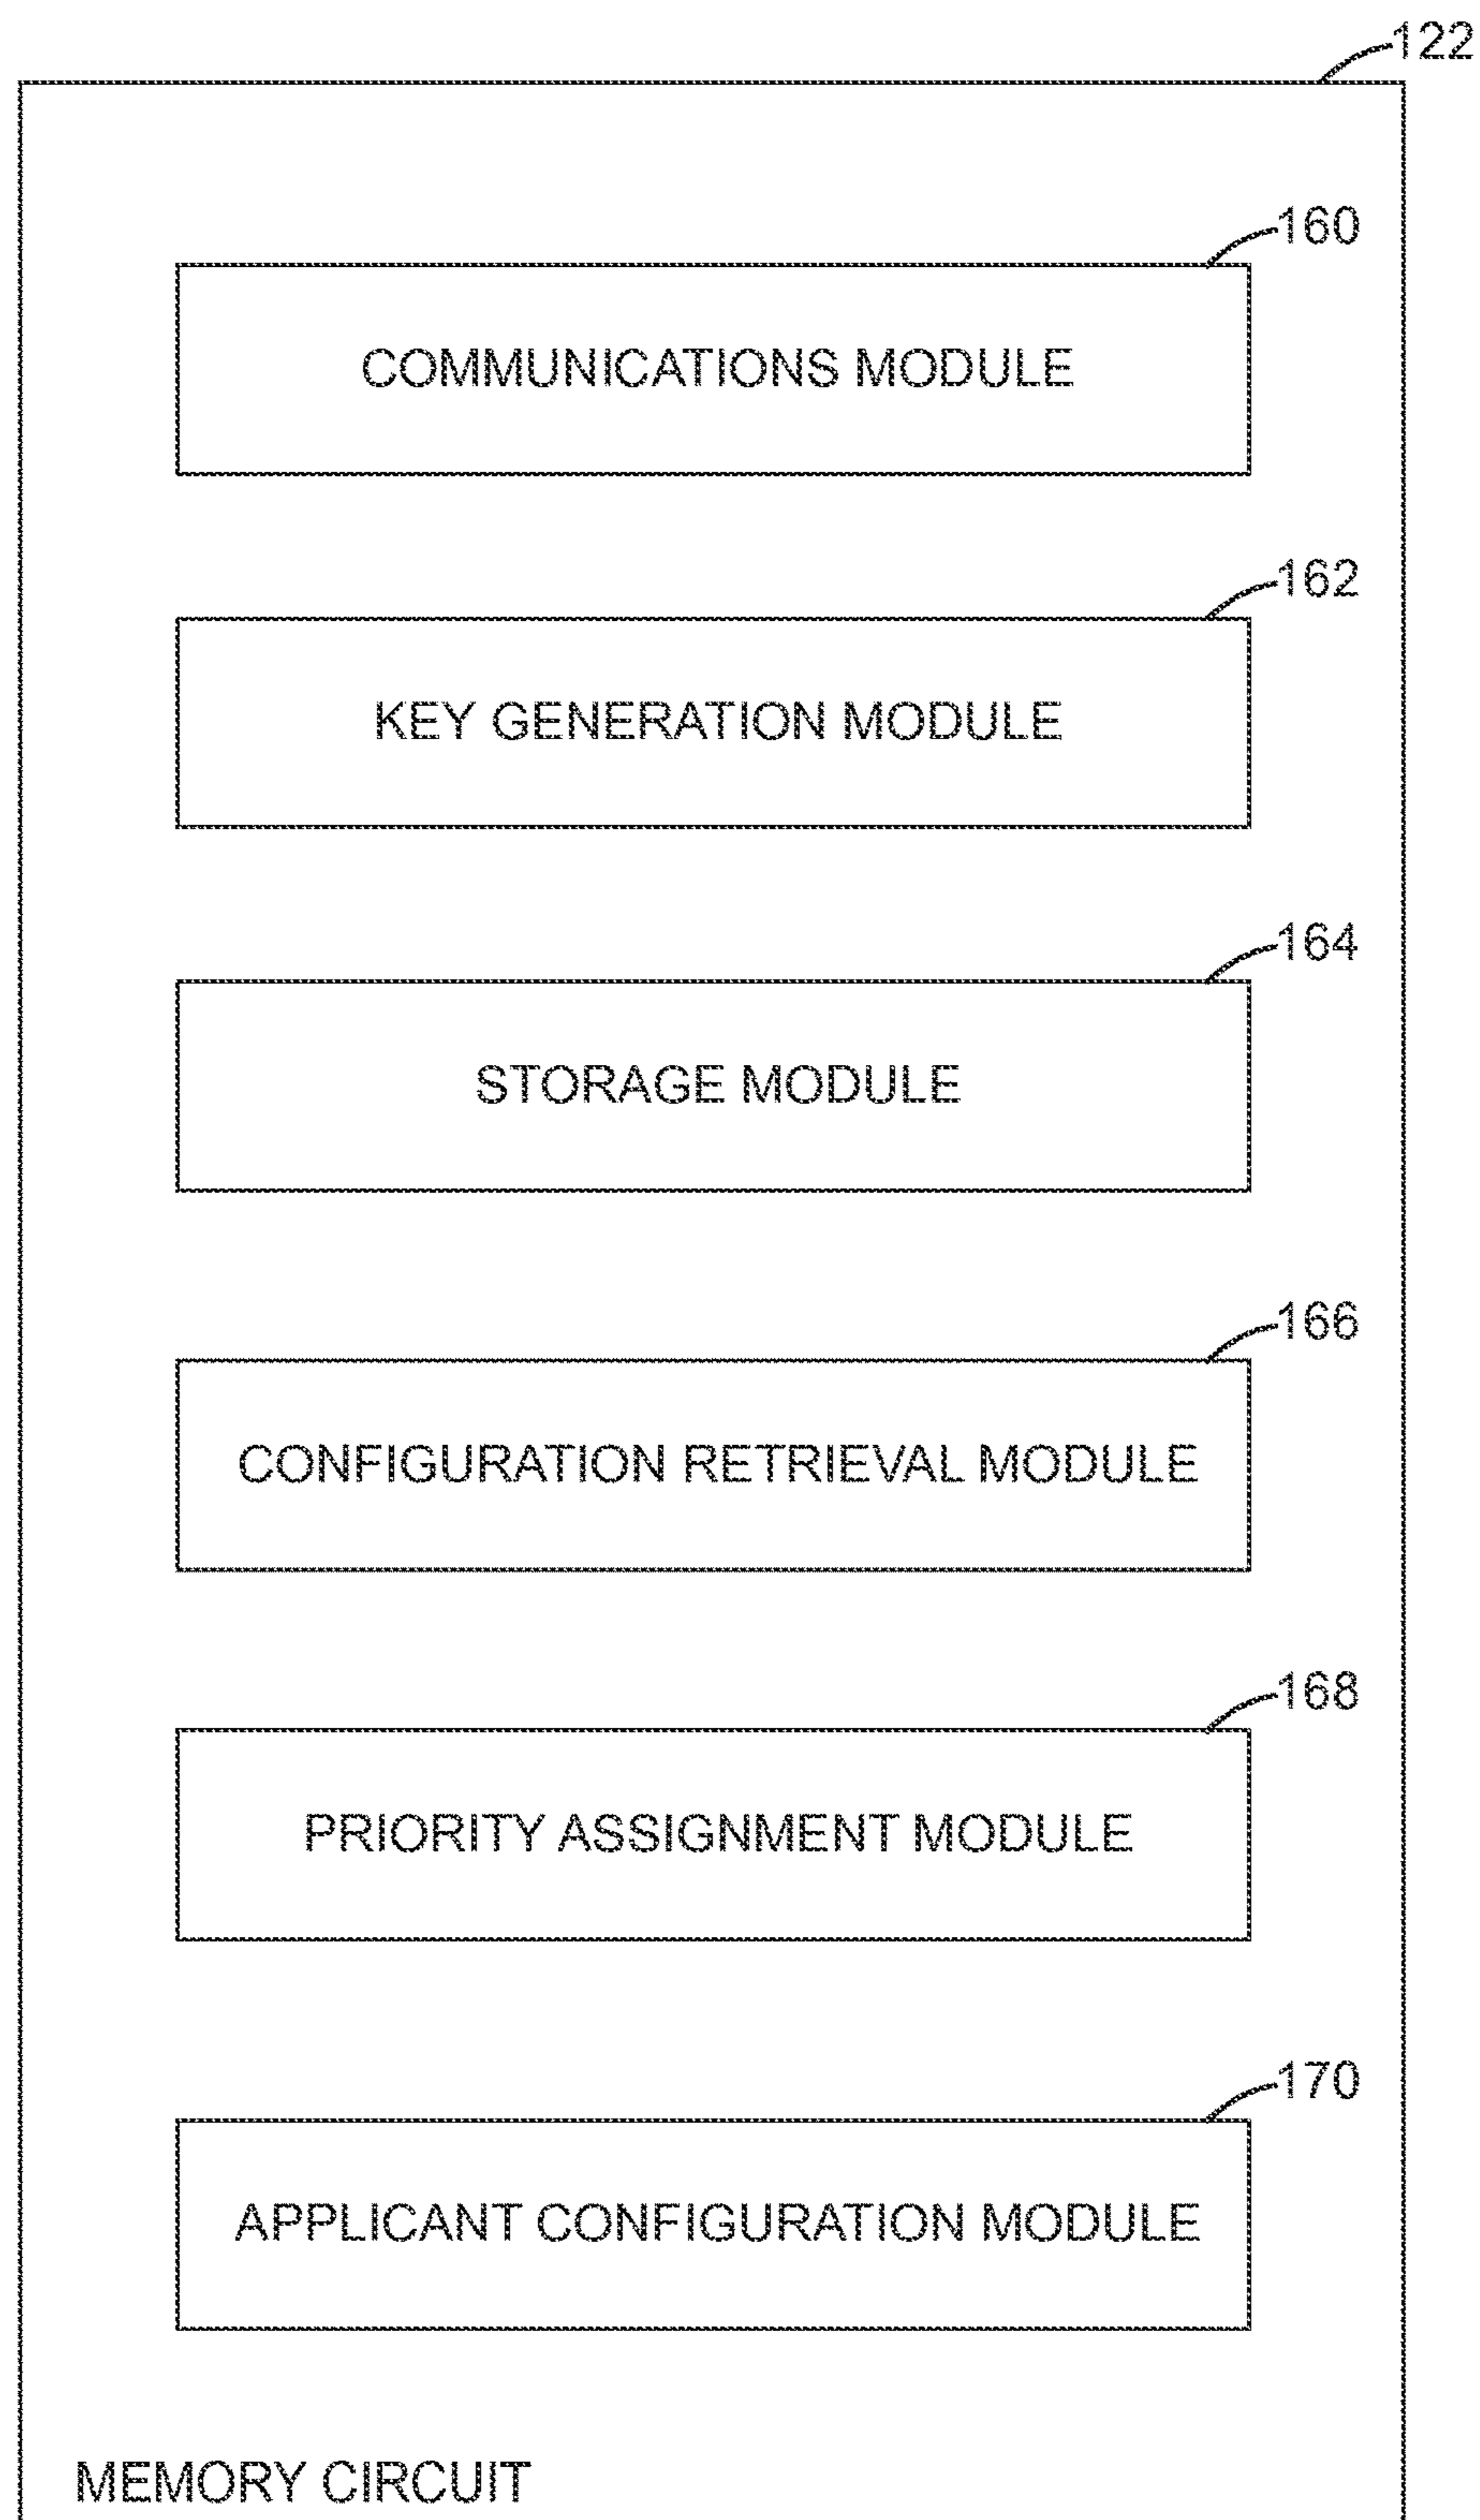 122
160
COMMUNICATIONS MODULE
162
KEY GENERATION MODULE
164
STORAGE MODULE
166
CONFIGURATION RETRIEVAL MODULE
168
PRIORITY ASSIGNMENT MODULE
170
APPLICANT CONFIGURATION MODULE
MEMORY CIRCUIT